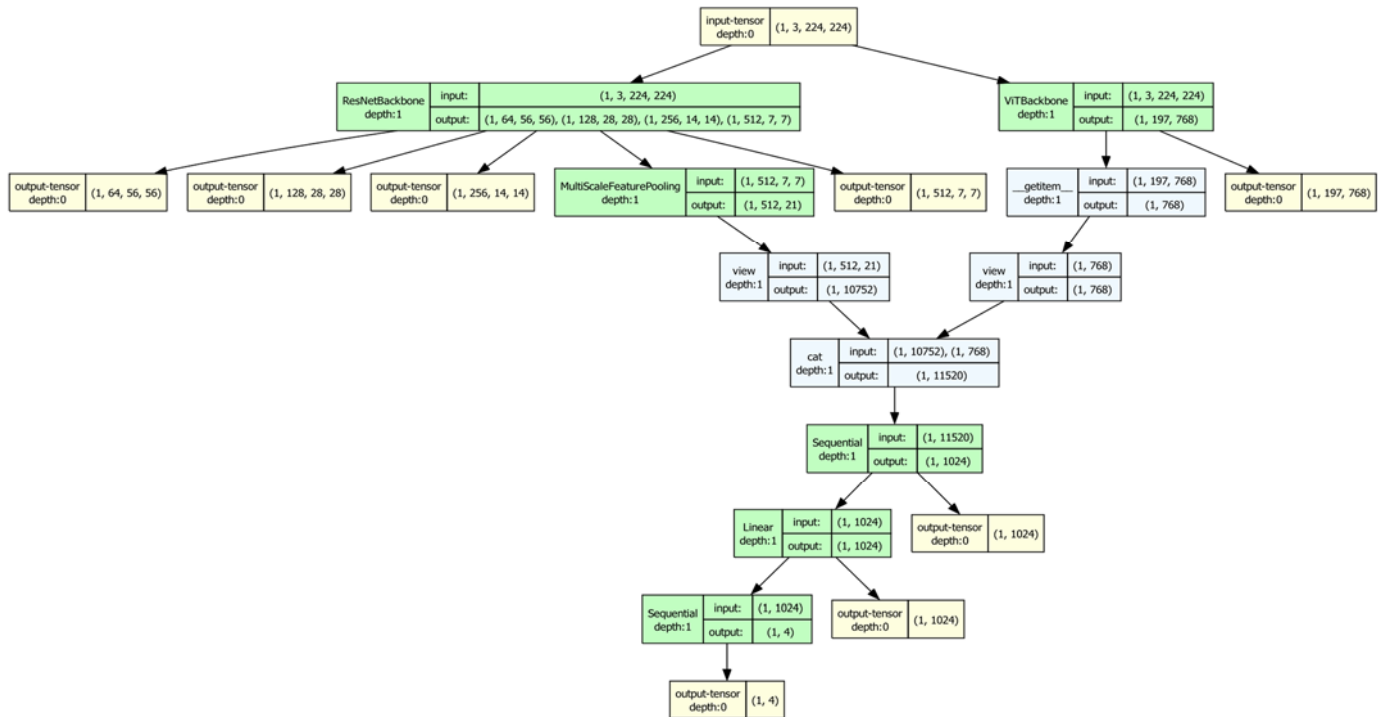 input-tensor
depth:0
(1, 3, 224, 224)
ResNetBackbone
depth:1
input:
(1, 3, 224, 224)
output:
(1, 64, 56, 56), (1, 128, 28, 28), (1, 256, 14, 14), (1, 512, 7, 7)
ViTBackbone
depth:1
input:
(1, 3, 224, 224)
output:
(1, 197, 768)
output-tensor
depth:0
(1, 64, 56, 56)
output-tensor
depth:0
(1, 128, 28, 28)
output-tensor
depth:0
(1, 256, 14, 14)
MultiScaleFeaturePooling
depth:1
input:
(1, 512, 7, 7)
output:
(1, 512, 21)
output-tensor
depth:0
(1, 512, 7, 7)
__getitem__
depth:1
input:
(1, 197, 768)
output:
(1, 768)
output-tensor
depth:0
(1, 197, 768)
view
depth:1
input:
(1, 512, 21)
output:
(1, 10752)
view
depth:1
input:
(1, 768)
output:
(1, 768)
cat
depth:1
input:
(1, 10752), (1, 768)
output:
(1, 11520)
Sequential
depth:1
input:
(1, 11520)
output:
(1, 1024)
Linear
depth:1
input:
(1, 1024)
output:
(1, 1024)
output-tensor
depth:0
(1, 1024)
Sequential
depth:1
input:
(1, 1024)
output:
(1, 4)
output-tensor
depth:0
(1, 1024)
output-tensor
depth:0
(1, 4)